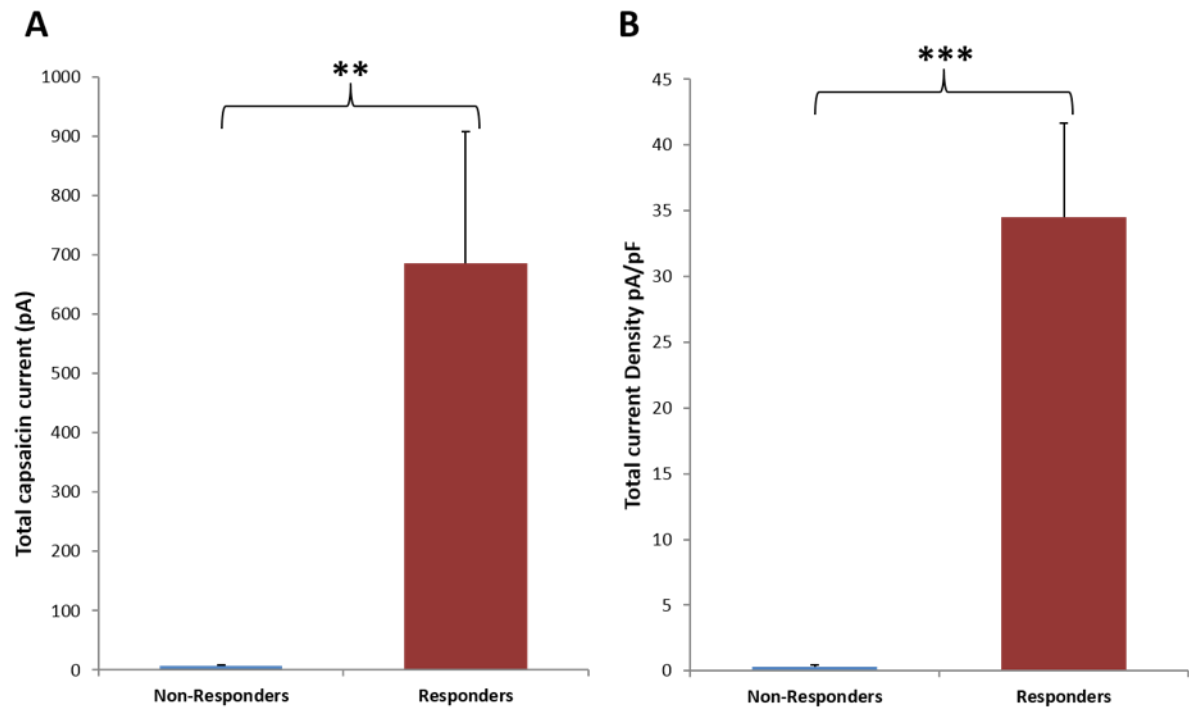 A
**
Total capsaicin current (pA)
1000
900
800
700
600
500
400
300
200
100
0
Non-Responders
Responders
B
***
Total current Density pA/pF
45
40
35
30
25
20
15
10
5
0
Non-Responders
Responders